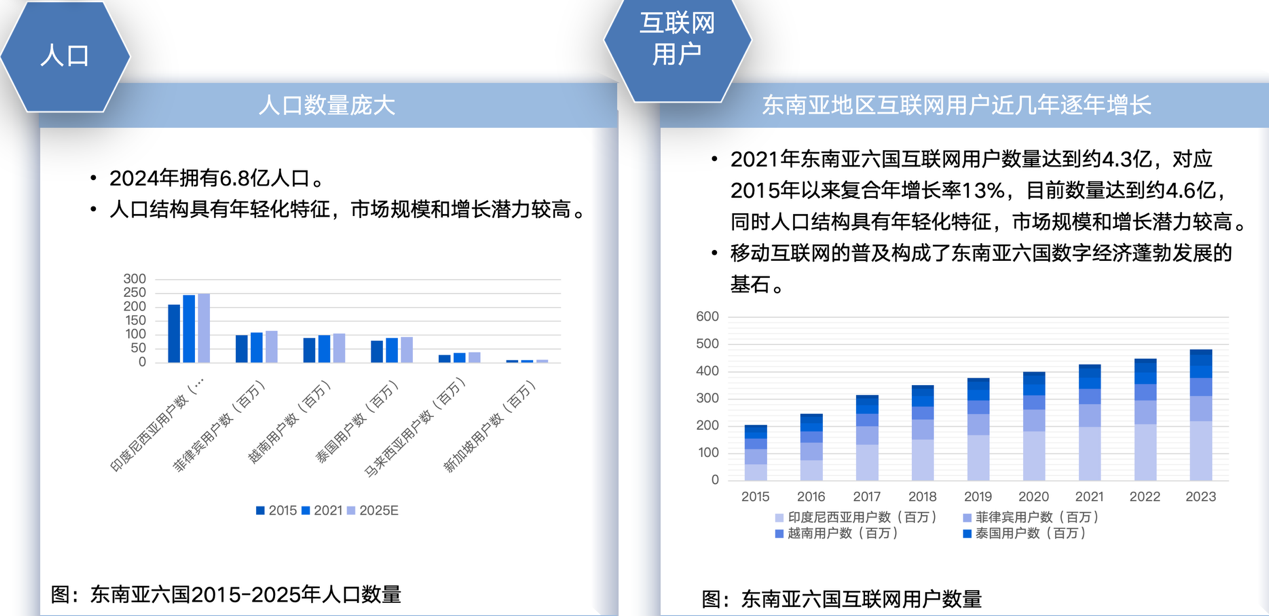 人口
人口数量庞大
• 2024年拥有6.8亿人口。
• 人口结构具有年轻化特征，市场规模和增长潜力较高。
300
250
200
150
100
50
0
印度尼西亚用户数（…
菲律宾用户数（百万）
越南用户数（百万）
泰国用户数（百万）
马来西亚用户数（百万）
新加坡用户数（百万）
2015 2021 2025E
图：东南亚六国2015-2025年人口数量
互联网
用户
东南亚地区互联网用户近几年逐年增长
• 2021年东南亚六国互联网用户数量达到约4.3亿，对应
2015年以来复合年增长率13%，目前数量达到约4.6亿，
同时人口结构具有年轻化特征，市场规模和增长潜力较高。
• 移动互联网的普及构成了东南亚六国数字经济蓬勃发展的
基石。
600
500
400
300
200
100
0
2015 2016 2017 2018 2019 2020 2021 2022 2023
印度尼西亚用户数（百万） 菲律宾用户数（百万）
越南用户数（百万） 泰国用户数（百万）
图：东南亚六国互联网用户数量